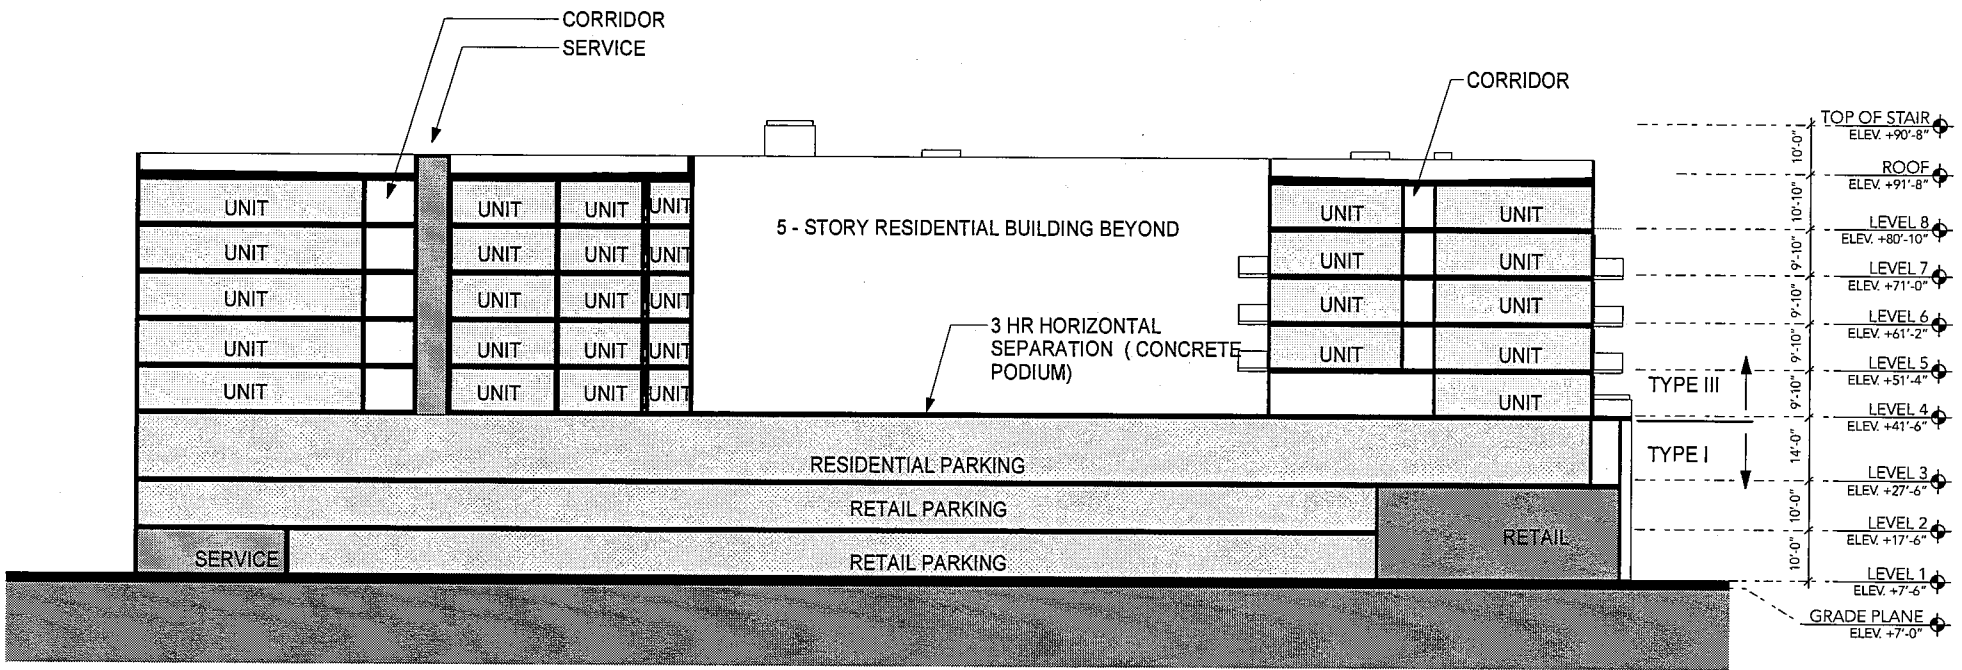 CORRIDOR
SERVICE
CORRIDOR
TOP OF STAIR
ELEV. +90'-8"
10'-0"
ROOF
ELEV. +91'-8"
10'-10"
UNIT UNIT UNIT UNIT UNIT UNIT
5 - STORY RESIDENTIAL BUILDING BEYOND
LEVEL 8
ELEV. +80'-10"
9'-10"
UNIT UNIT UNIT UNIT UNIT UNIT
LEVEL 7
ELEV. +71'-0"
9'-10"
UNIT UNIT UNIT UNIT UNIT UNIT
LEVEL 6
ELEV. +61'-2"
9'-10"
3 HR HORIZONTAL
SEPARATION ( CONCRETE
PODIUM)
UNIT UNIT UNIT UNIT UNIT UNIT
LEVEL 5
ELEV. +51'-4"
9'-10"
UNIT UNIT UNIT UNIT UNIT
TYPE III
LEVEL 4
ELEV. +41'-6"
14'-0"
TYPE I
RESIDENTIAL PARKING
LEVEL 3
ELEV. +27'-6"
10'-0"
RETAIL PARKING
RETAIL
LEVEL 2
ELEV. +17'-6"
10'-0"
SERVICE
RETAIL PARKING
LEVEL 1
ELEV. +7'-6"
GRADE PLANE
ELEV. +7'-0"